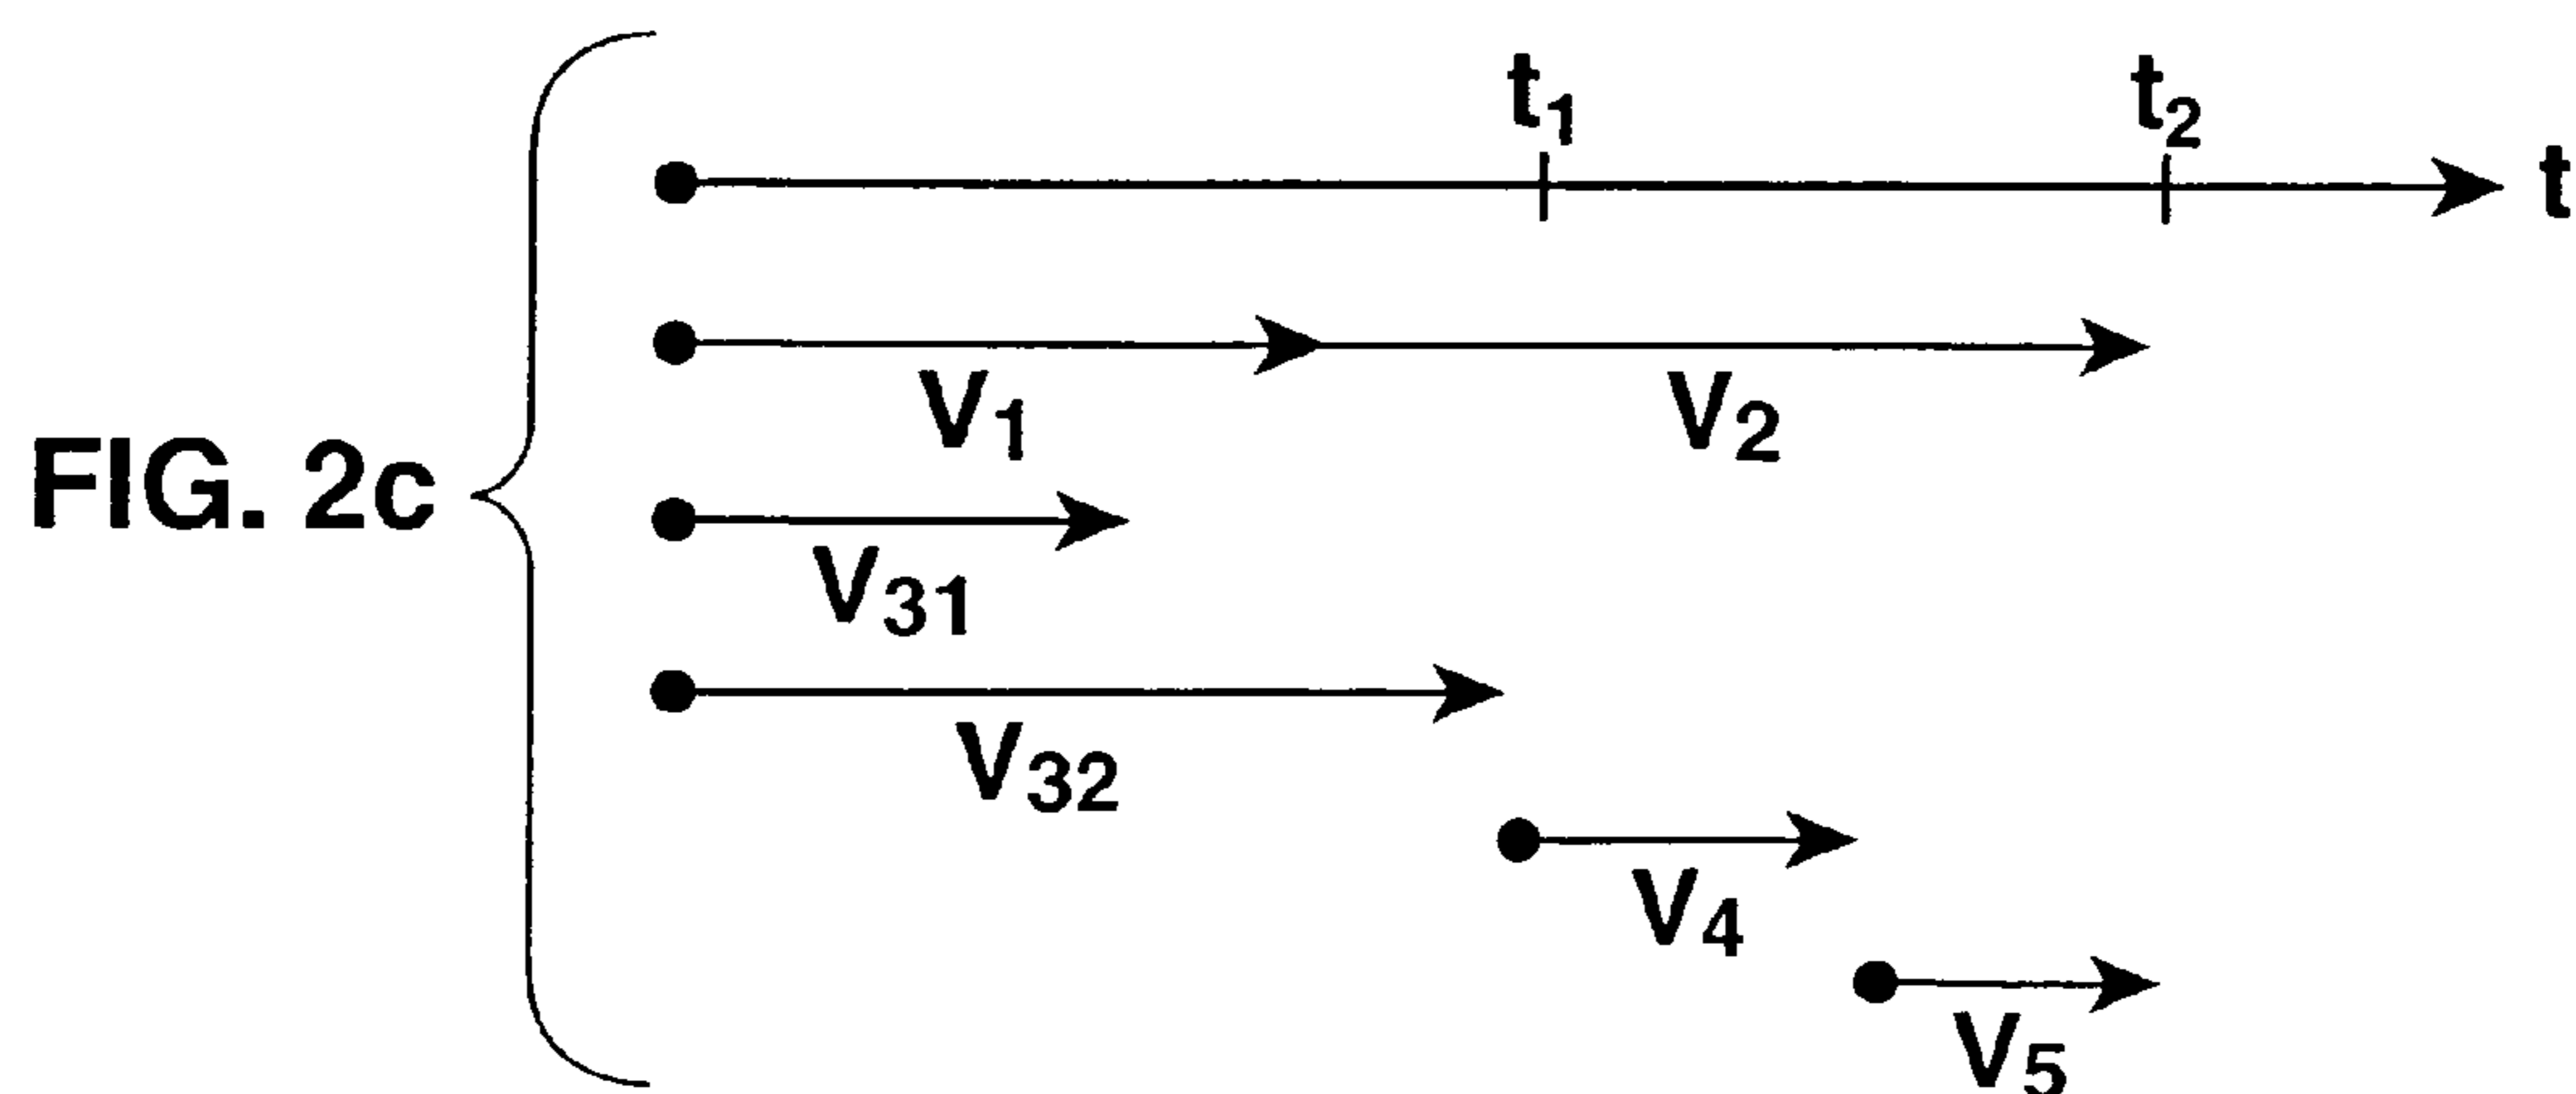 t₁ t₂
t
V₁ V₂
FIG. 2c
V₃₁
V₃₂
V₄
V₅